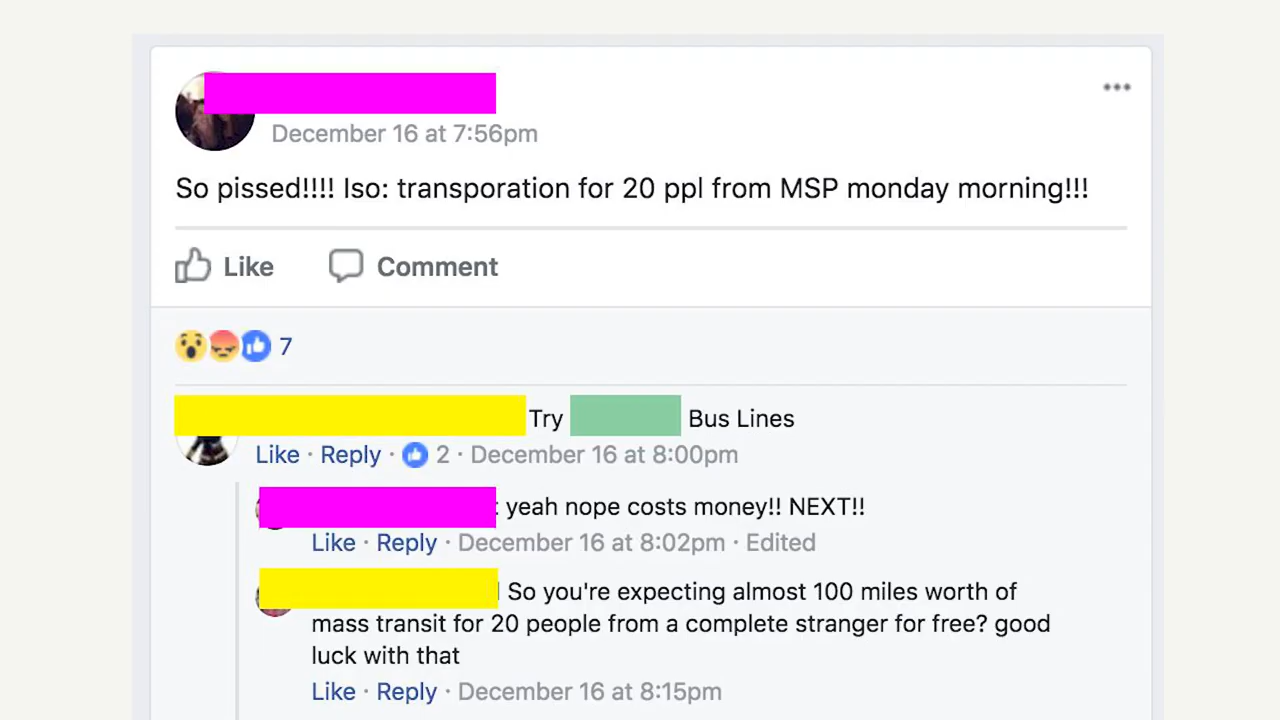 December 16 at 7:56pm
So pissed!!!! Iso: transporation for 20 ppl from MSP monday morning!!!
Like Comment
7
Try Bus Lines
Like · Reply · 2 · December 16 at 8:00pm
yeah nope costs money!! NEXT!!
Like · Reply · December 16 at 8:02pm · Edited
So you're expecting almost 100 miles worth of
mass transit for 20 people from a complete stranger for free? good
luck with that
Like · Reply · December 16 at 8:15pm